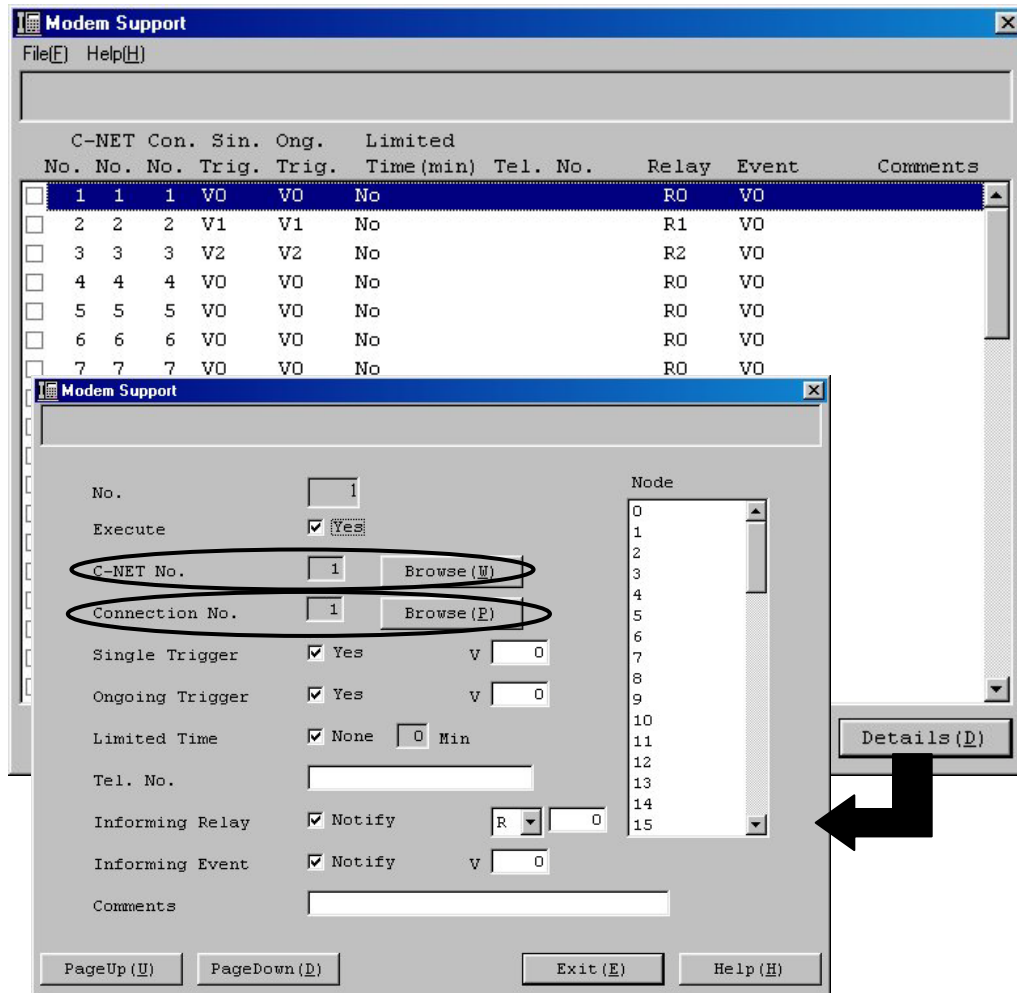 Modem Support
File(F) Help(H)
C-NET Con. Sin. Ong. Limited
No. No. No. Trig. Trig. Time(min) Tel. No. Relay Event Comments
1 1 1 V0 V0 No R0 V0
2 2 2 V1 V1 No R1 V0
3 3 3 V2 V2 No R2 V0
4 4 4 V0 V0 No R0 V0
5 5 5 V0 V0 No R0 V0
6 6 6 V0 V0 No R0 V0
7 7 7 V0 V0 No R0 V0
Details(D)
Modem Support
No. 1
Execute Yes
C-NET No. 1 Browse(W)
Connection No. 1 Browse(P)
Single Trigger Yes V 0
Ongoing Trigger Yes V 0
Limited Time None 0 Min
Tel. No.
Informing Relay Notify R 0
Informing Event Notify V 0
Comments
Node
0
1
2
3
4
5
6
7
8
9
10
11
12
13
14
15
PageUp(U) PageDown(D) Exit(E) Help(H)